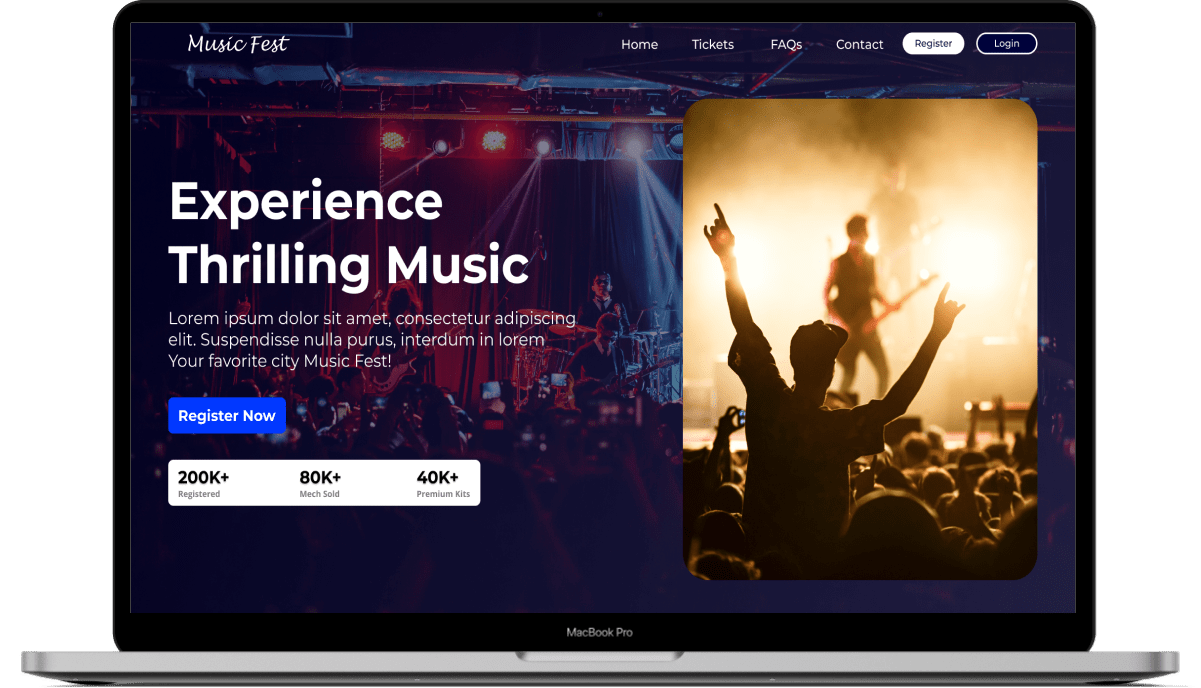 Music Fest
Home Tickets FAQs Contact Register Login
Experience
Thrilling Music
Lorem ipsum dolor sit amet, consectetur adipiscing
elit. Suspendisse nulla purus, interdum in lorem
Your favorite city Music Fest!
Register Now
200K+ 80K+ 40K+
Registered Mech Sold Premium Kits
MacBook Pro